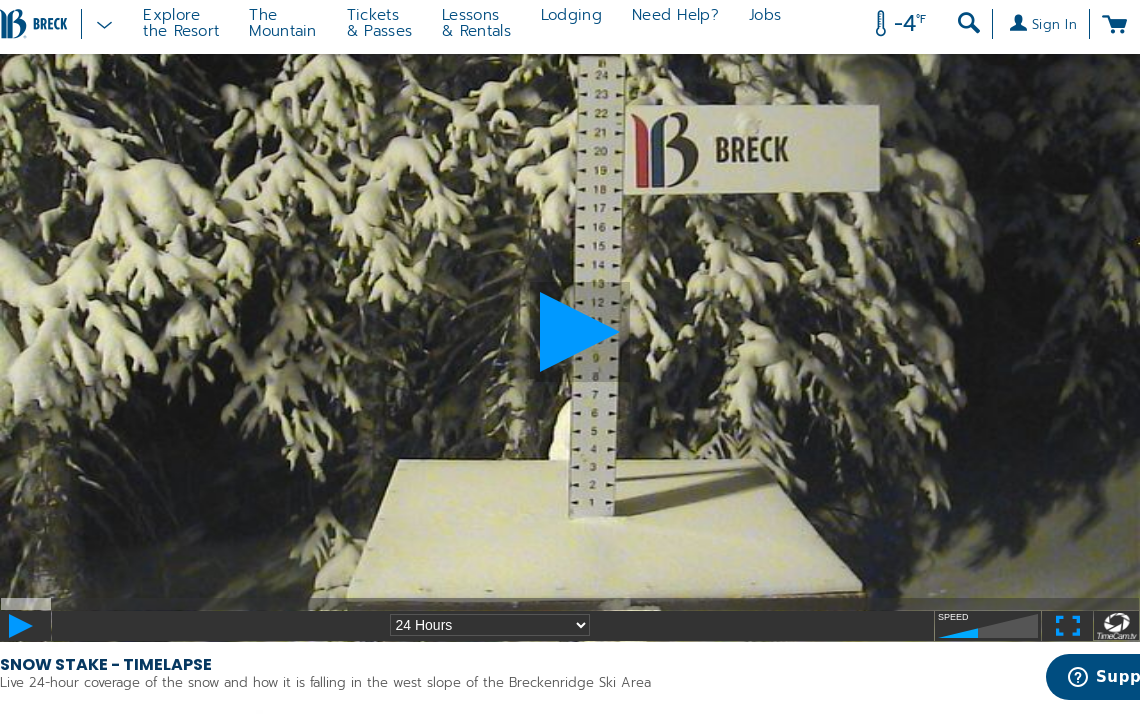 BRECK
Explore
the Resort
The
Mountain
Tickets
& Passes
Lessons
& Rentals
Lodging
Need Help?
Jobs
-4°F
Sign In
24
23
22
21
20
19
18
17
16
15
14
13
12
9
8
7
6
5
4
3
2
1
BRECK
24 Hours
SPEED
TimeCam.tv
SNOW STAKE - TIMELAPSE
Live 24-hour coverage of the snow and how it is falling in the west slope of the Breckenridge Ski Area
Supp